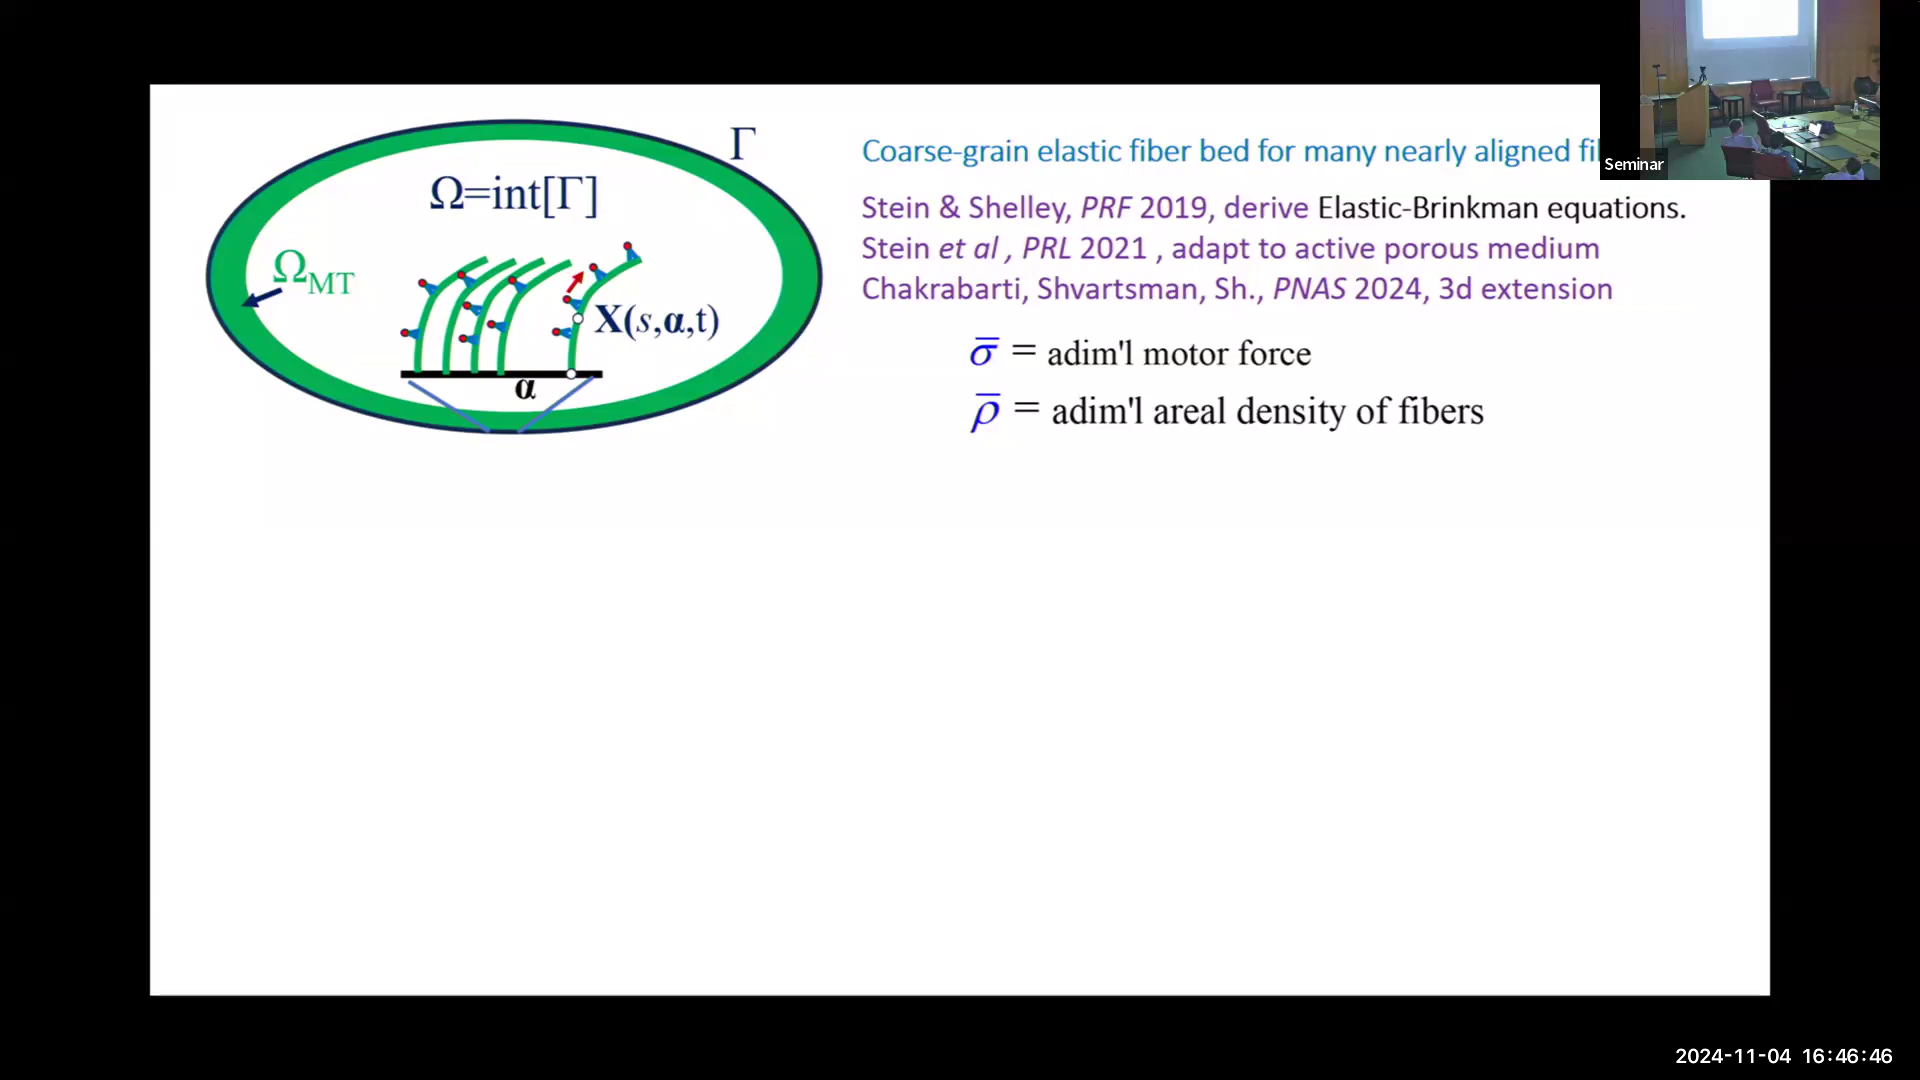 Γ
Ω=int[Γ]
Ω_MT
X(s,α,t)
α
Coarse-grain elastic fiber bed for many nearly aligned
Stein & Shelley, PRF 2019, derive Elastic-Brinkman equations.
Stein et al , PRL 2021 , adapt to active porous medium
Chakrabarti, Shvartsman, Sh., PNAS 2024, 3d extension
σ̅ = adim'l motor force
ρ̅ = adim'l areal density of fibers
Seminar
2024-11-04 16:46:46